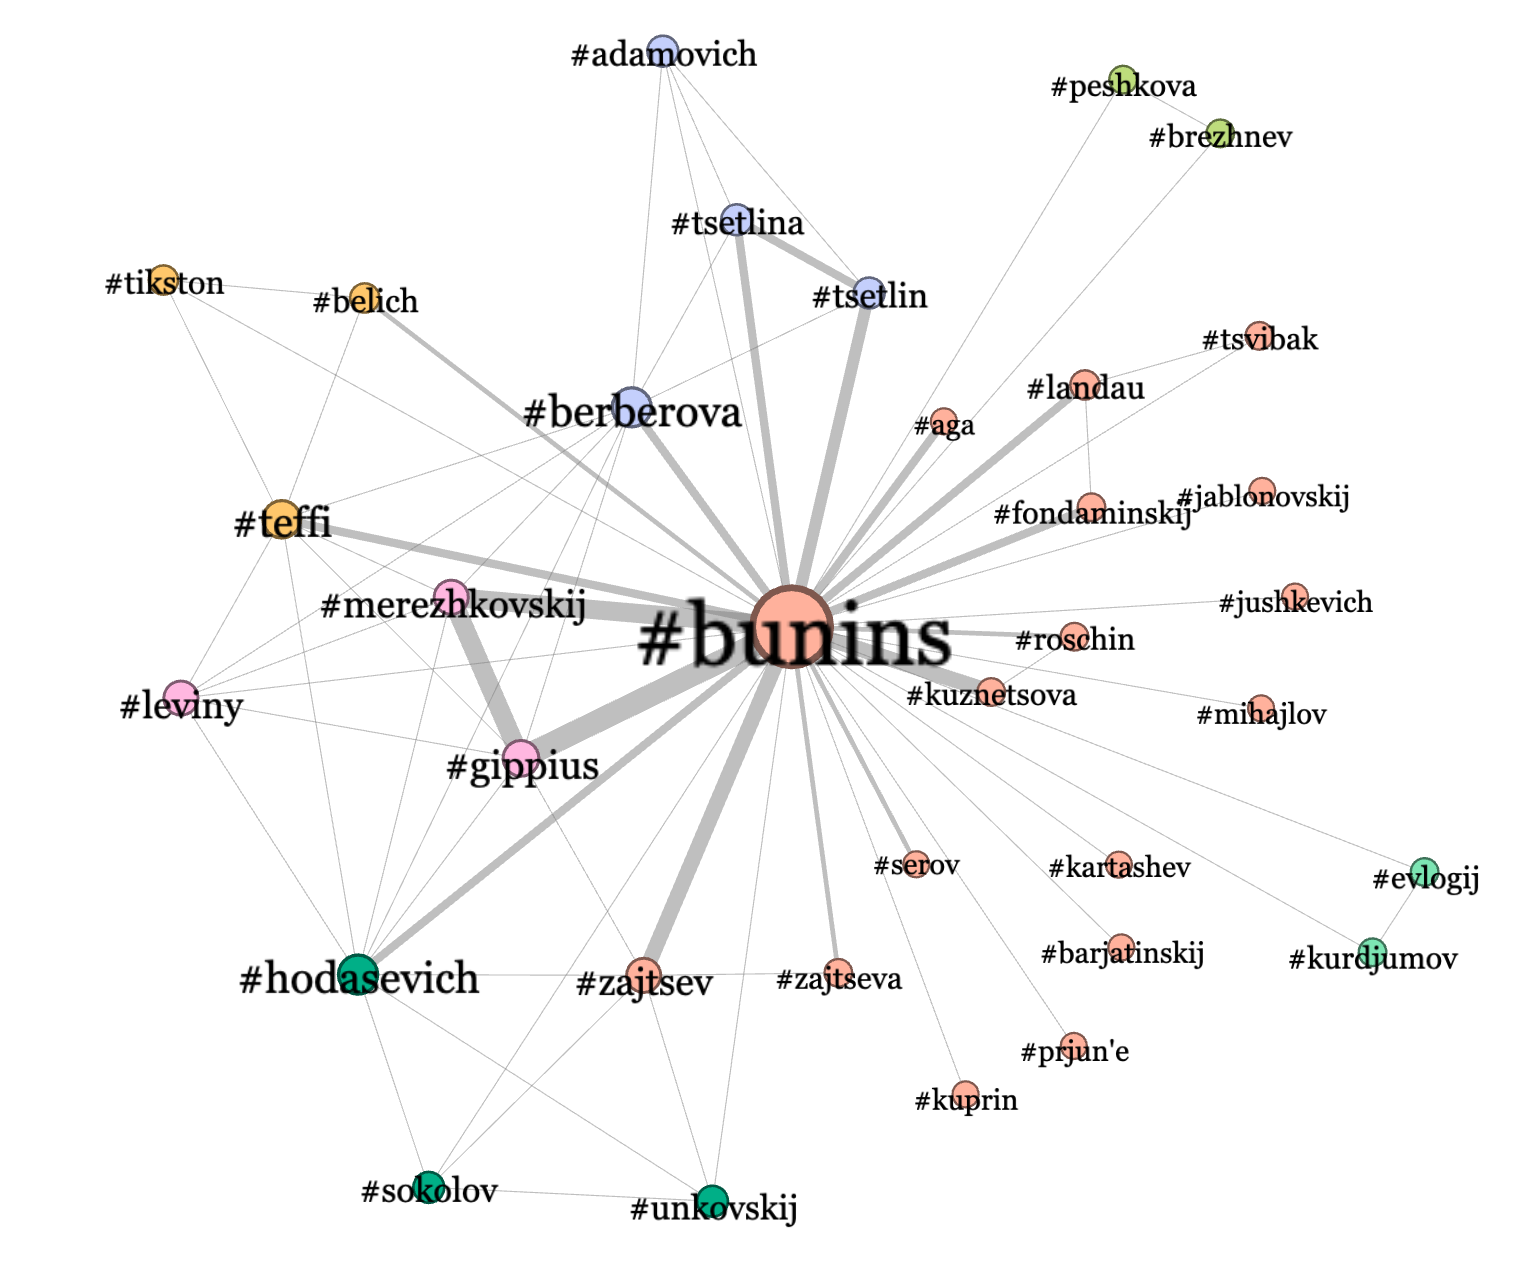 #adamovich
#peshkova
#brezhnev
#tsetlina
#tikston
#belich
#tsetlin
#tsvibak
#landau
#berberova
#aga
#jablonovskij
#fondaminskij
#teffi
#merezhkovskij
#jushkevich
#bunins
#roschin
#kuznetsova
#leviny
#mihajlov
#gippius
#serov
#kartashev
#evlogij
#barjatinskij
#kurdjumov
#hodasevich
#zajtsev
#zajtseva
#prjun'e
#kuprin
#sokolov
#unkovskij